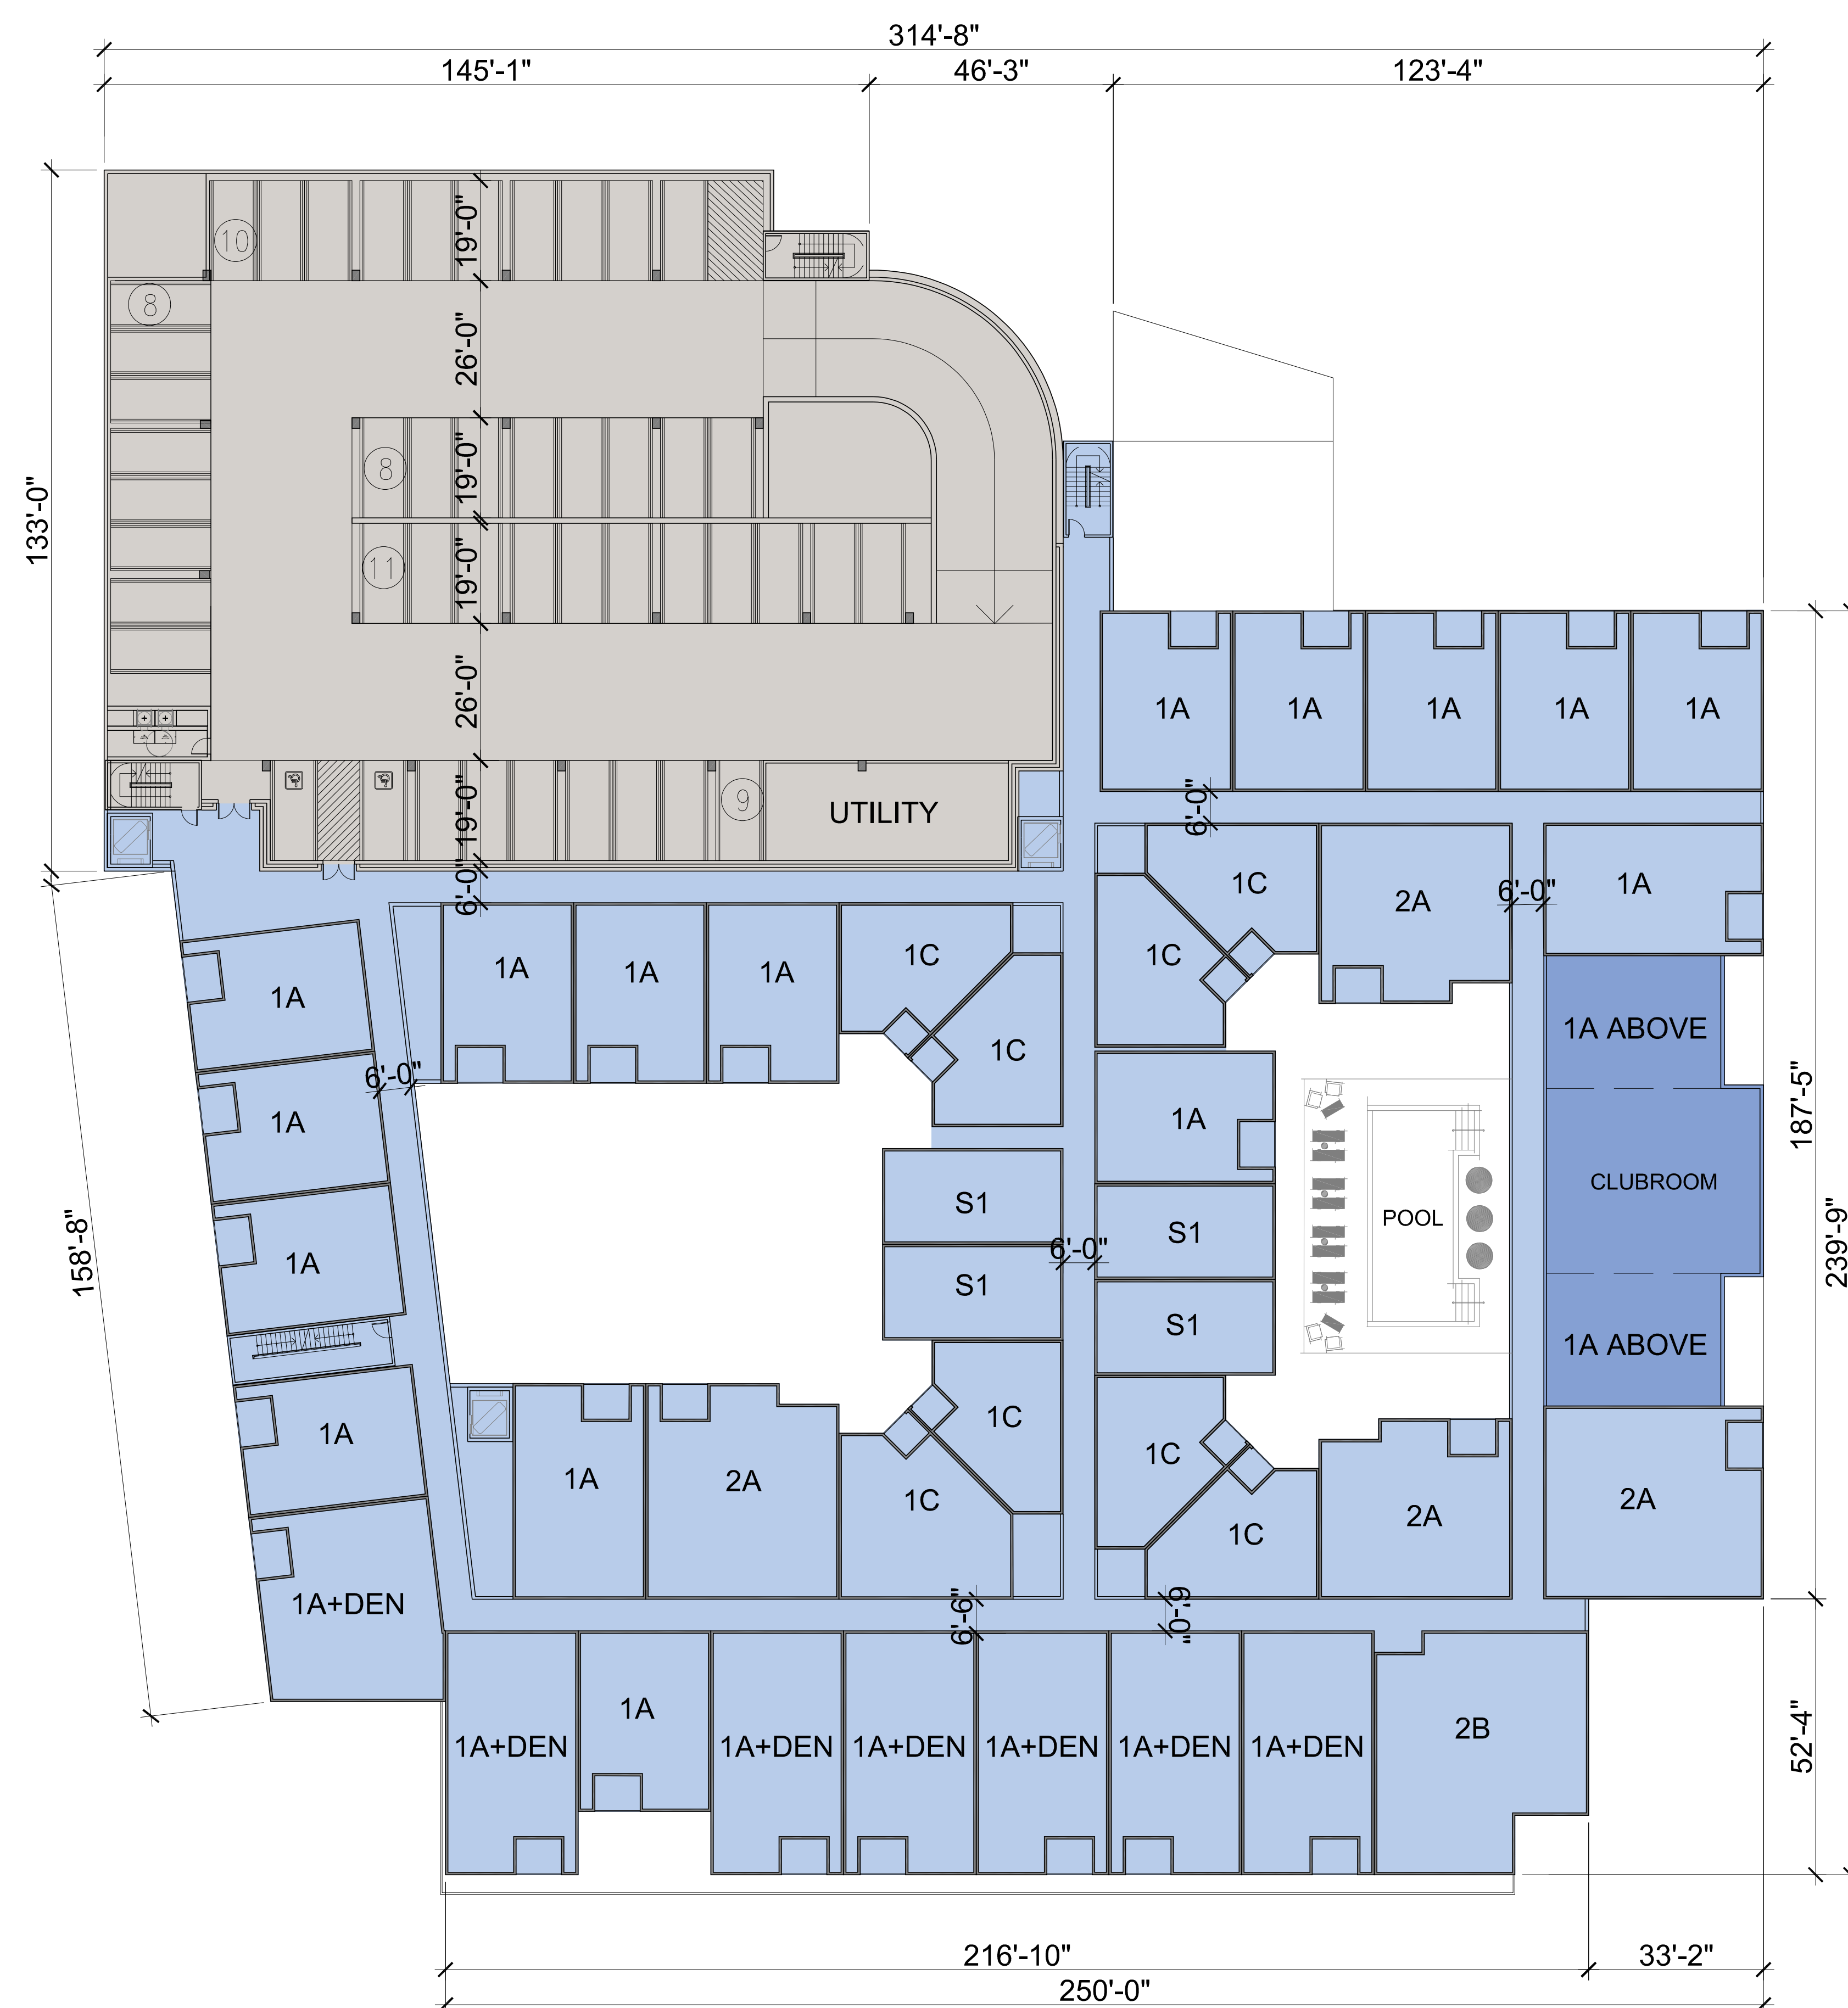 314'-8"
145'-1"
46'-3"
123'-4"
133'-0"
10
19'-0"
8
26'-0"
8
19'-0"
11
19'-0"
26'-0"
9
19'-0"
UTILITY
6'-0"
1A
1A
1A
1A
1A
6'-0"
1C
2A
6'-0"
1A
1C
1A
1A
1A
1C
1C
1A
6'-0"
1A
1A
1A
1A+DEN
158'-8"
1A ABOVE
CLUBROOM
1A ABOVE
187'-5"
239'-9"
1A
S1
S1
6'-0"
S1
S1
POOL
1C
1C
1A
2A
1C
1C
2A
2A
6'-6"
6'-0"
1A+DEN
1A
1A+DEN
1A+DEN
1A+DEN
1A+DEN
1A+DEN
2B
52'-4"
216'-10"
33'-2"
250'-0"